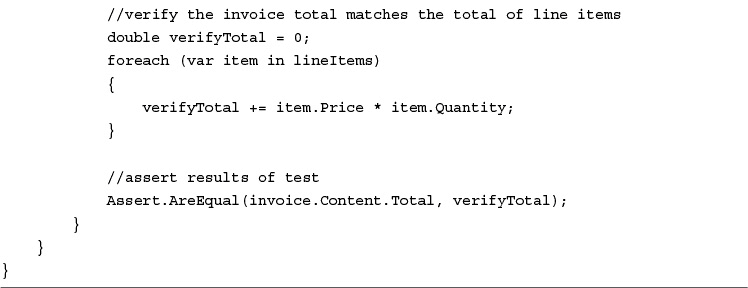 //verify the invoice total matches the total of line items
            double verifyTotal = 0;
            foreach (var item in lineItems)
            {
                verifyTotal += item.Price * item.Quantity;
            }

            //assert results of test
            Assert.AreEqual(invoice.Content.Total, verifyTotal);
        }
    }
}